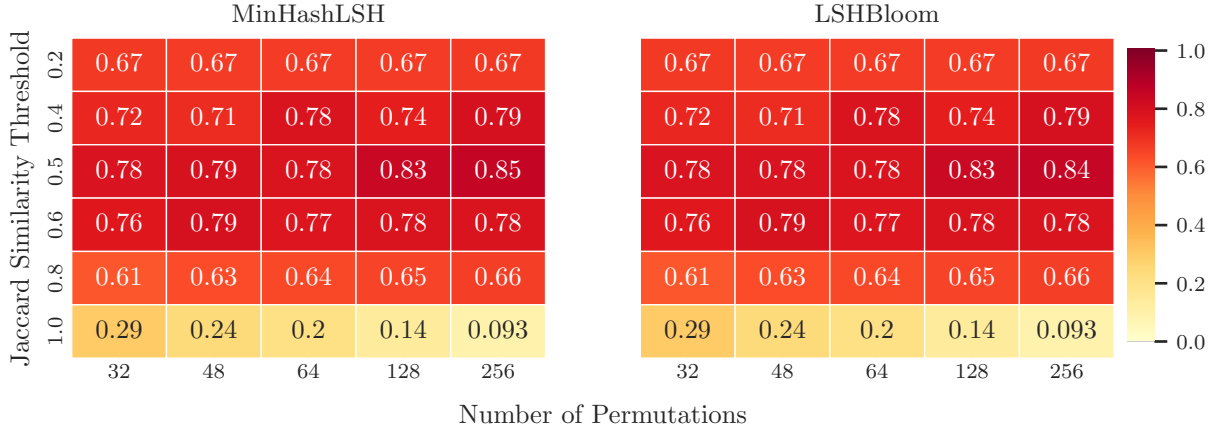 MinHashLSH LSHBloom
Jaccard Similarity Threshold
0.2 0.67 0.67 0.67 0.67 0.67 0.67 0.67 0.67 0.67 0.67
0.4 0.72 0.71 0.78 0.74 0.79 0.72 0.71 0.78 0.74 0.79
0.5 0.78 0.79 0.78 0.83 0.85 0.78 0.78 0.78 0.83 0.84
0.6 0.76 0.79 0.77 0.78 0.78 0.76 0.79 0.77 0.78 0.78
0.8 0.61 0.63 0.64 0.65 0.66 0.61 0.63 0.64 0.65 0.66
1.0 0.29 0.24 0.2 0.14 0.093 0.29 0.24 0.2 0.14 0.093
32 48 64 128 256 32 48 64 128 256
Number of Permutations
1.0
0.8
0.6
0.4
0.2
0.0